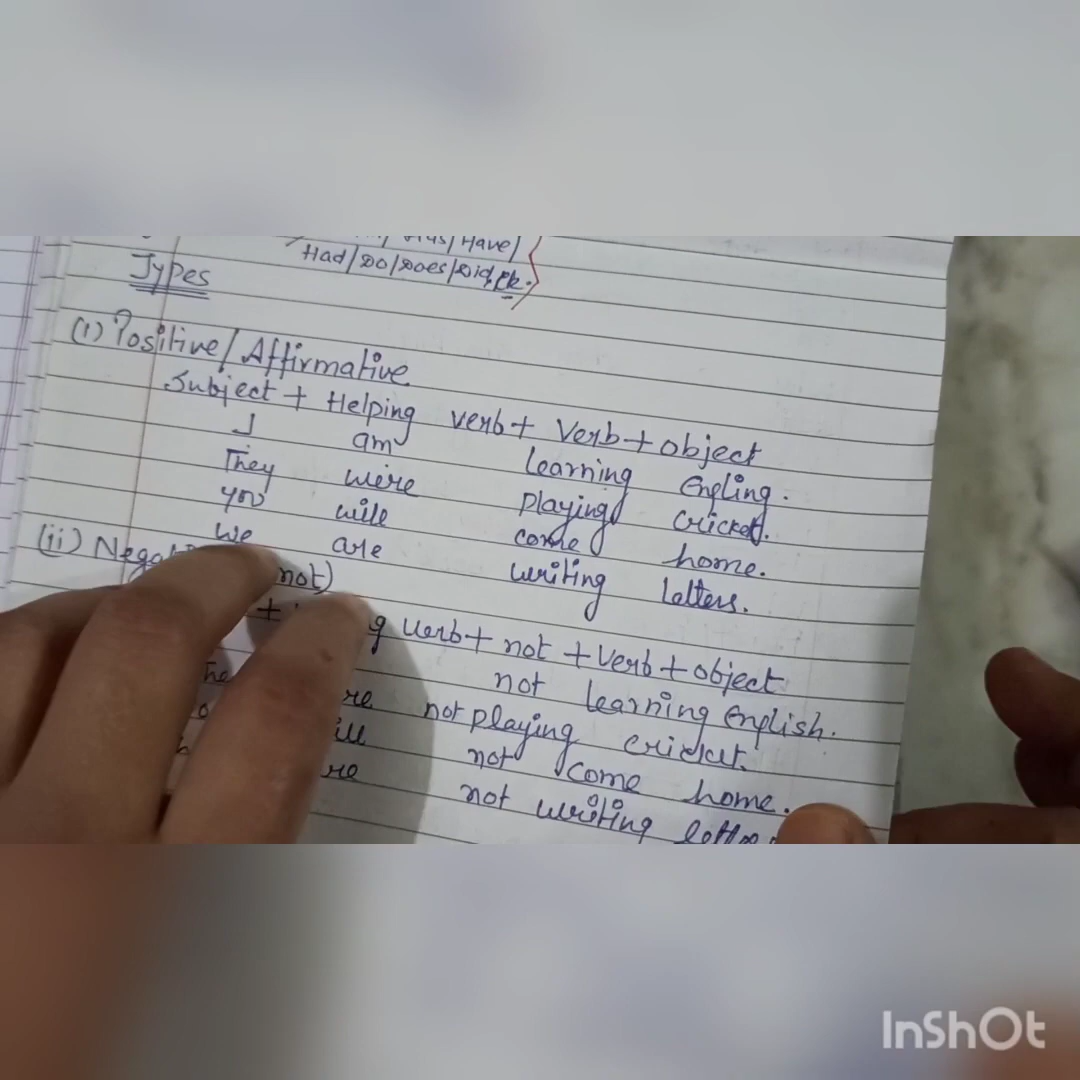 Have/
Had/Do/Does/Did, etc.
Types
(i) Positive/Affirmative
Subject + Helping verb + Verb + object
I am learning Engling.
They were playing cricket.
you will come home.
we are writing letters.
(ii) not)
+ verb + not + verb + object
not learning English.
not playing cricket.
not come home.
not writing
InShOt